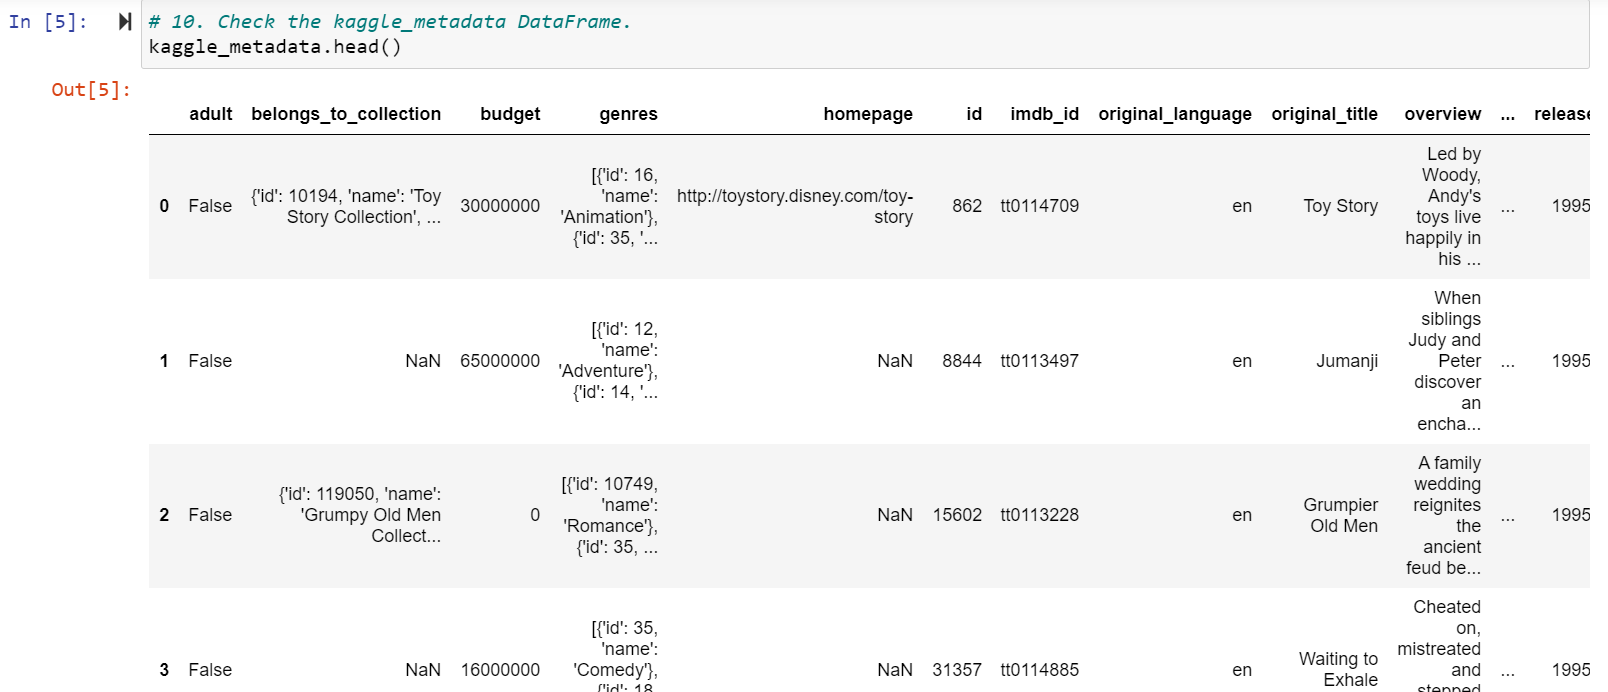 In [5]:
# 10. Check the kaggle_metadata DataFrame.
kaggle_metadata.head()
Out[5]:
adult belongs_to_collection budget genres homepage id imdb_id original_language original_title overview ... release
0 False {'id': 10194, 'name': 'Toy Story Collection', ... 30000000 [{'id': 16, 'name': 'Animation'}, {'id': 35, '... http://toystory.disney.com/toy-story 862 tt0114709 en Toy Story Led by Woody, Andy's toys live happily in his ... ... 1995
1 False NaN 65000000 [{'id': 12, 'name': 'Adventure'}, {'id': 14, '... NaN 8844 tt0113497 en Jumanji When siblings Judy and Peter discover an encha... ... 1995
2 False {'id': 119050, 'name': 'Grumpy Old Men Collect... 0 [{'id': 10749, 'name': 'Romance'}, {'id': 35, ... NaN 15602 tt0113228 en Grumpier Old Men A family wedding reignites the ancient feud be... ... 1995
3 False NaN 16000000 [{'id': 35, 'name': 'Comedy'}, {'id': 18, NaN 31357 tt0114885 en Waiting to Exhale Cheated on, mistreated and stepped ... 1995